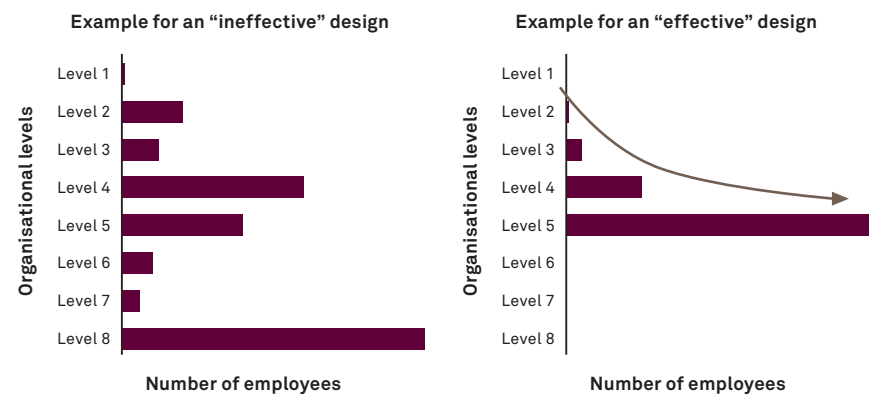 Example for an “ineffective” design
Organisational levels
Level 1
Level 2
Level 3
Level 4
Level 5
Level 6
Level 7
Level 8
Number of employees
Example for an “effective” design
Organisational levels
Level 1
Level 2
Level 3
Level 4
Level 5
Level 6
Level 7
Level 8
Number of employees